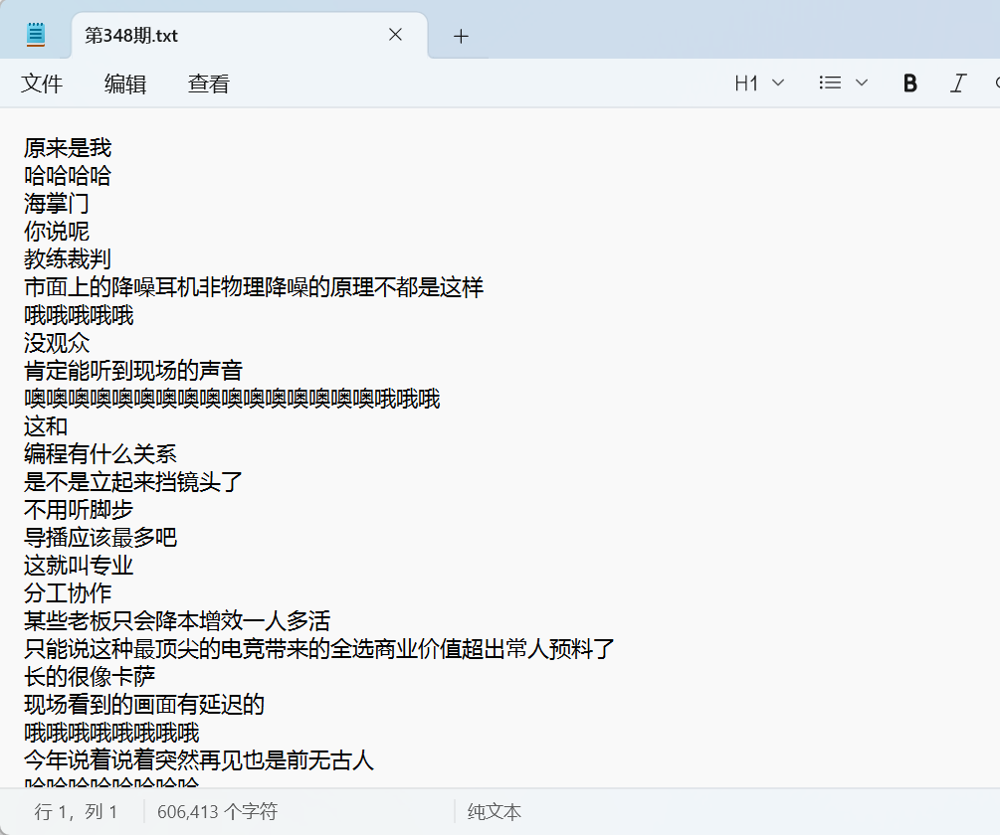 第348期.txt
文件 编辑 查看 H1 B I
原来是我
哈哈哈哈
海掌门
你说呢
教练裁判
市面上的降噪耳机非物理降噪的原理不都是这样
哦哦哦哦哦
没观众
肯定能听到现场的声音
噢噢噢噢噢噢噢噢噢噢噢噢噢噢噢噢哦哦哦
这和
编程有什么关系
是不是立起来挡镜头了
不用听脚步
导播应该最多吧
这就叫专业
分工协作
某些老板只会降本增效一人多活
只能说这种最顶尖的电竞带来的全选商业价值超出常人预料了
长的很像卡萨
现场看到的画面有延迟的
哦哦哦哦哦哦哦哦
今年说着说着突然再见也是前无古人
哈哈哈哈哈哈哈哈
行 1，列 1 606,413 个字符 纯文本